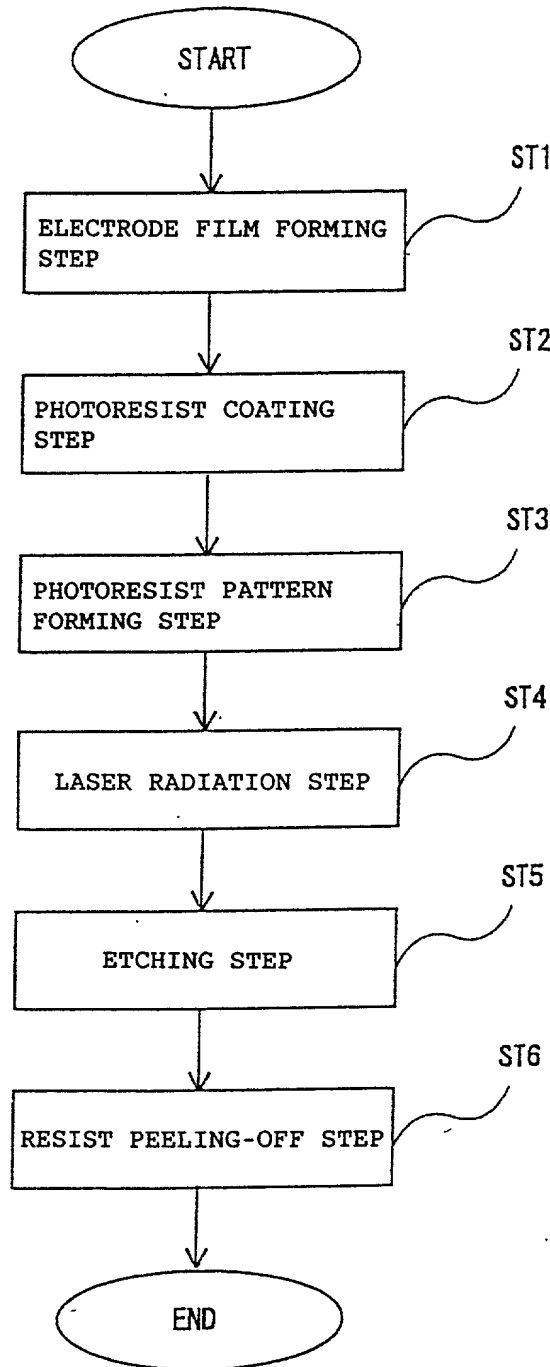 START
ST1
ELECTRODE FILM FORMING
STEP
ST2
PHOTORESIST COATING
STEP
ST3
PHOTORESIST PATTERN
FORMING STEP
ST4
LASER RADIATION STEP
ST5
ETCHING STEP
ST6
RESIST PEELING-OFF STEP
END